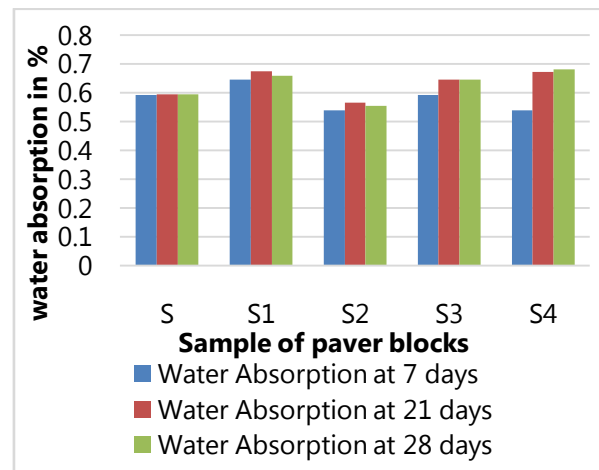 water absorption in %
0.8
0.7
0.6
0.5
0.4
0.3
0.2
0.1
0
S S1 S2 S3 S4
Sample of paver blocks
Water Absorption at 7 days
Water Absorption at 21 days
Water Absorption at 28 days